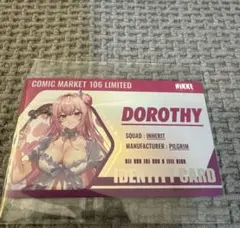 COMIC MARKET 106 LIMITED
NIKKE
DOROTHY
SQUAD : INHERIT
MANUFACTURER : PILGRIM
IDENTITY CARD